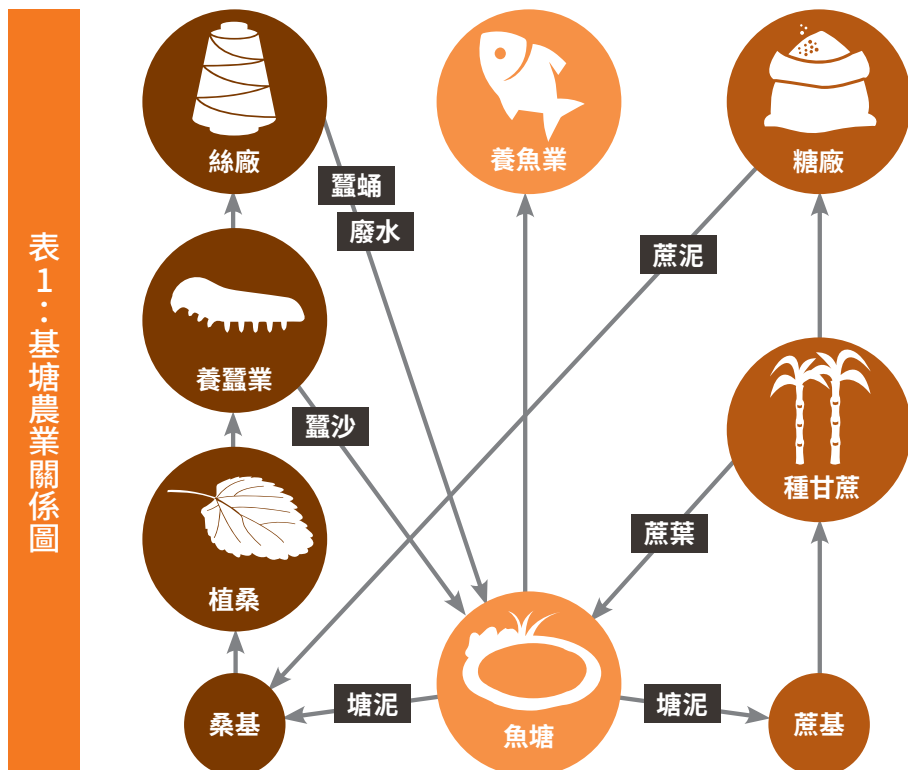 表1：基塘農業關係圖
絲廠
養魚業
糖廠
蠶蛹
廢水
蔗泥
養蠶業
蠶沙
種甘蔗
蔗葉
植桑
桑基
塘泥
魚塘
塘泥
蔗基